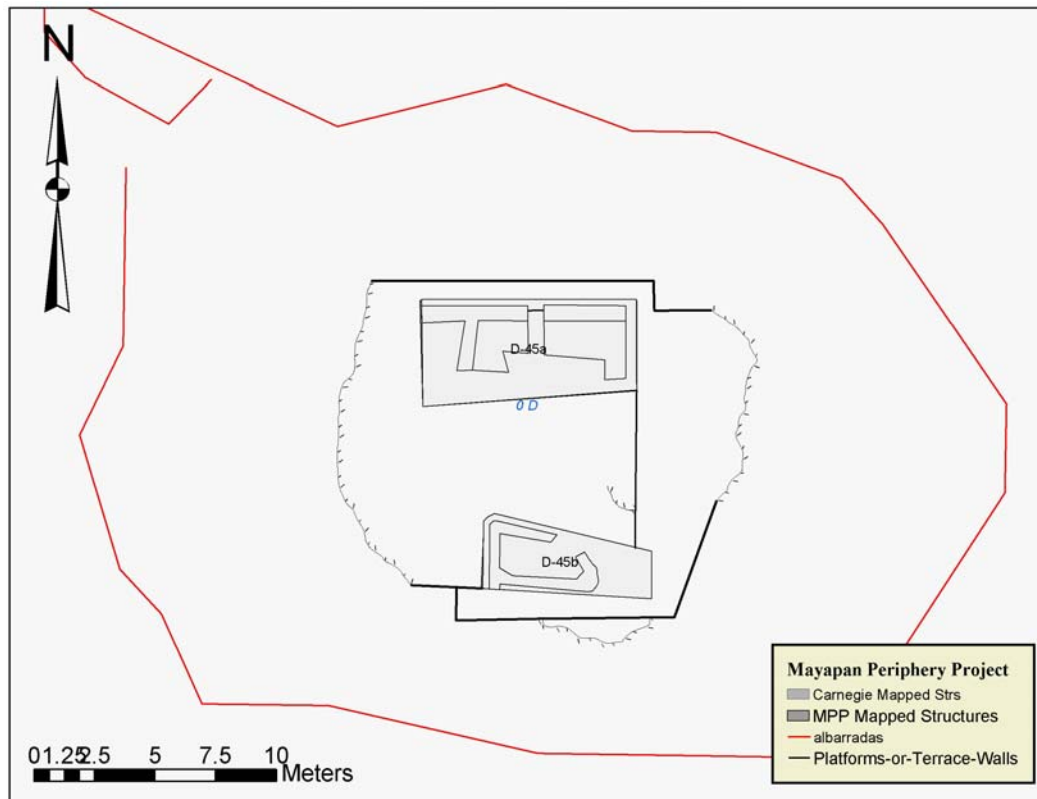 N
D-45a
0 D
D-45b
01.252.5 5 7.5 10
Meters
Mayapan Periphery Project
Carnegie Mapped Strs
MPP Mapped Structures
albarradas
Platforms-or-Terrace-Walls